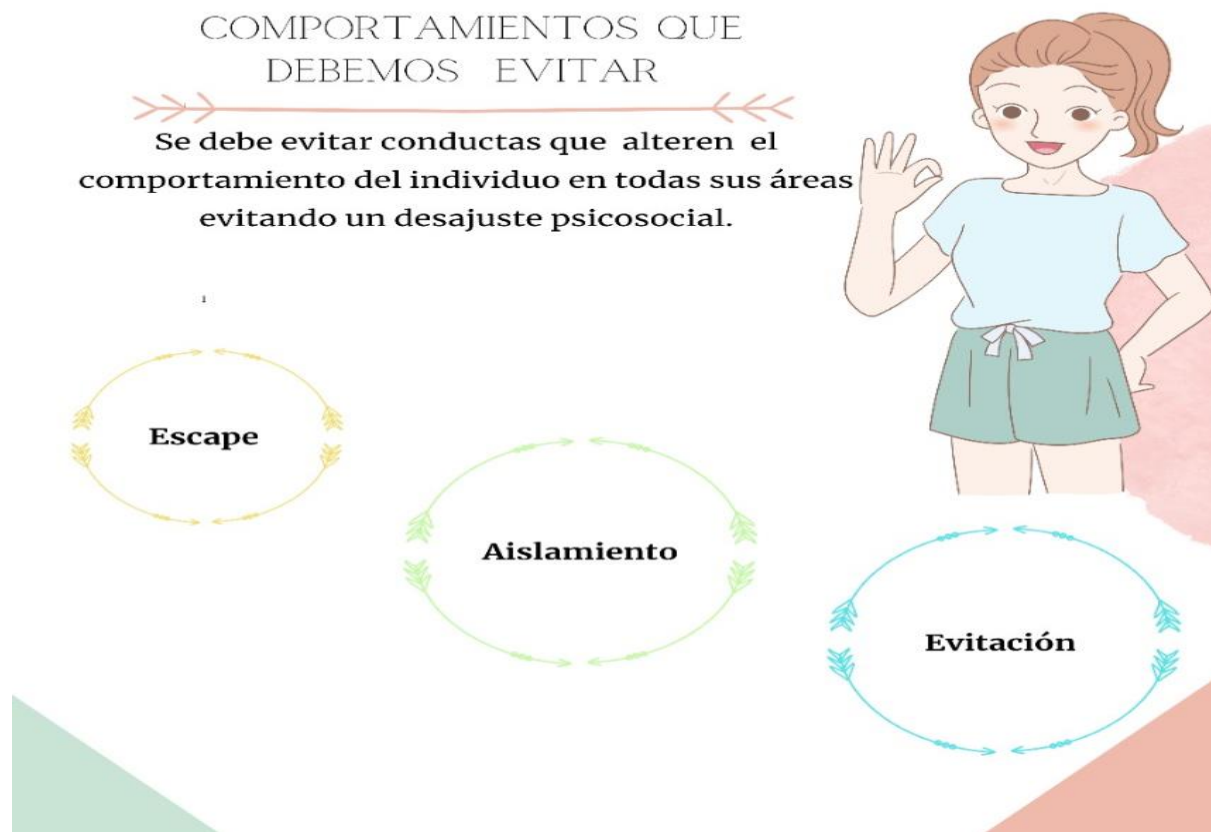 COMPORTAMIENTOS QUE
DEBEMOS EVITAR
Se debe evitar conductas que alteren el
comportamiento del individuo en todas sus áreas
evitando un desajuste psicosocial.
Escape
Aislamiento
Evitación